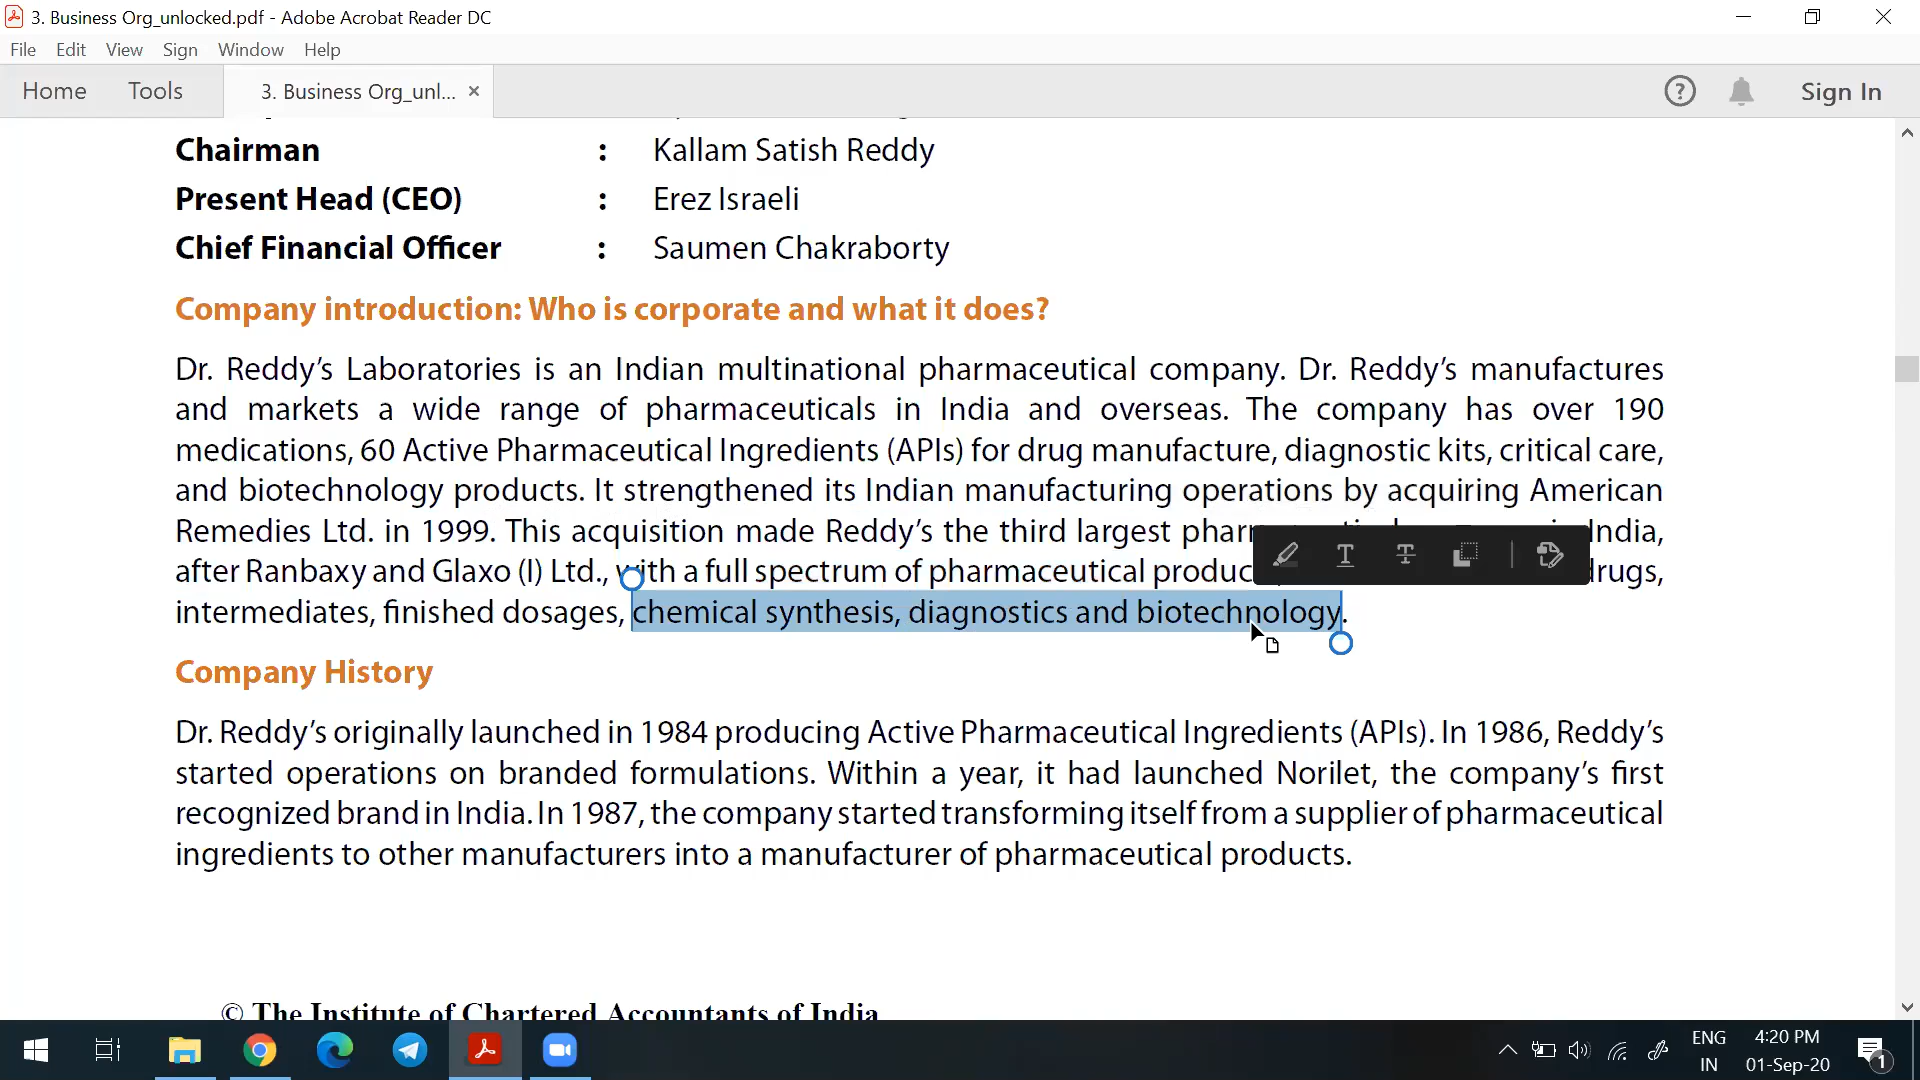 3. Business Org_unlocked.pdf - Adobe Acrobat Reader DC
File Edit View Sign Window Help
Home Tools 3. Business Org_unl... × Sign In
Chairman : Kallam Satish Reddy
Present Head (CEO) : Erez Israeli
Chief Financial Officer : Saumen Chakraborty
Company introduction: Who is corporate and what it does?
Dr. Reddy’s Laboratories is an Indian multinational pharmaceutical company. Dr. Reddy’s manufactures
and markets a wide range of pharmaceuticals in India and overseas. The company has over 190
medications, 60 Active Pharmaceutical Ingredients (APIs) for drug manufacture, diagnostic kits, critical care,
and biotechnology products. It strengthened its Indian manufacturing operations by acquiring American
Remedies Ltd. in 1999. This acquisition made Reddy’s the third largest India,
after Ranbaxy and Glaxo (I) Ltd., with a full spectrum of pharmaceutical drugs,
intermediates, finished dosages, chemical synthesis, diagnostics and biotechnology.
Company History
Dr. Reddy’s originally launched in 1984 producing Active Pharmaceutical Ingredients (APIs). In 1986, Reddy’s
started operations on branded formulations. Within a year, it had launched Norilet, the company’s first
recognized brand in India. In 1987, the company started transforming itself from a supplier of pharmaceutical
ingredients to other manufacturers into a manufacturer of pharmaceutical products.
© The Institute of Chartered Accountants of India
ENG 4:20 PM
IN 01-Sep-20 1